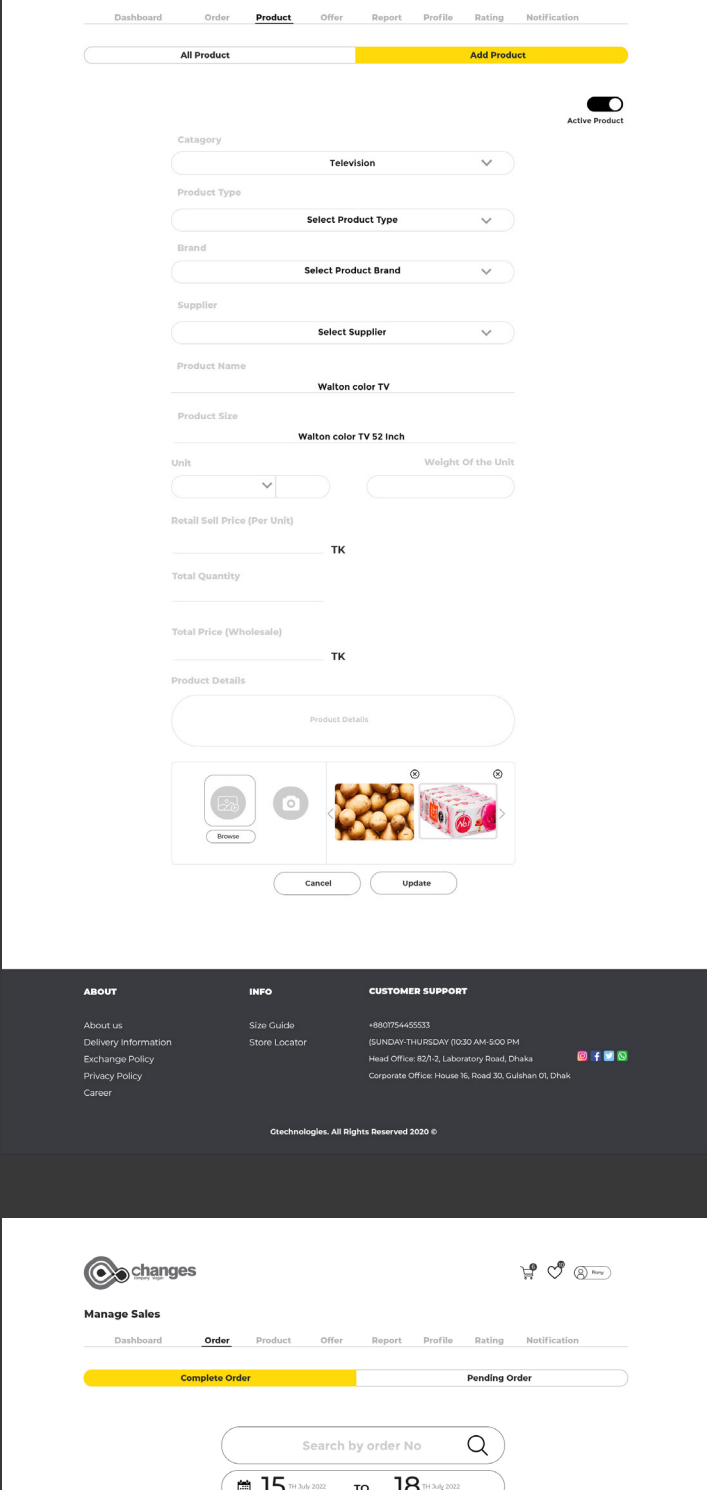 Dashboard Order Product Offer Report Profile Rating Notification
All Product Add Product
Active Product
Catagory
Television
Product Type
Select Product Type
Brand
Select Product Brand
Supplier
Select Supplier
Product Name
Walton color TV
Product Size
Walton color TV 52 Inch
Unit Weight Of the Unit
Retail Sell Price (Per Unit)
TK
Total Quantity
Total Price (Wholesale)
TK
Product Details
Product Details
No1
Browse
Cancel Update
ABOUT INFO CUSTOMER SUPPORT
About us Size Guide +8801754455533
Delivery Information Store Locator (SUNDAY-THURSDAY (10:30 AM-5:00 PM
Exchange Policy Head Office: 82/1-2, Laboratory Road, Dhaka
Privacy Policy Corporate Office: House 16, Road 30, Gulshan 01, Dhak
Career
Gtechnologies. All Rights Reserved 2020 ©
changes
Company Slogan
Rony
Manage Sales
Dashboard Order Product Offer Report Profile Rating Notification
Complete Order Pending Order
Search by order No
15 TH July 2022 TO 18 TH July 2022